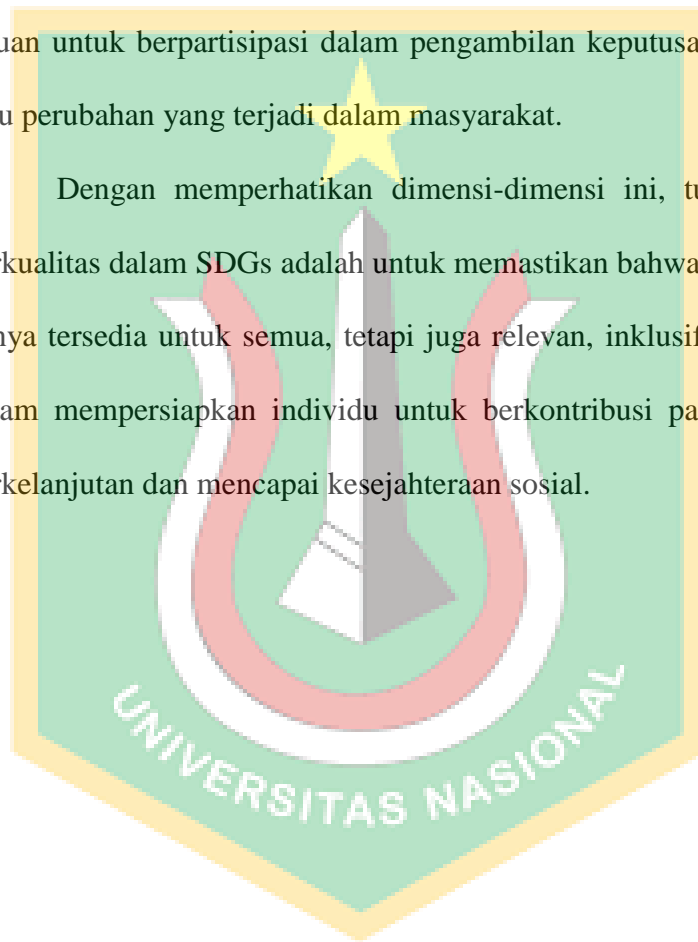 uan untuk berpartisipasi dalam pengambilan keputusa
u perubahan yang terjadi dalam masyarakat.
Dengan memperhatikan dimensi-dimensi ini, tu
rkualitas dalam SDGs adalah untuk memastikan bahwa
nya tersedia untuk semua, tetapi juga relevan, inklusif
am mempersiapkan individu untuk berkontribusi pa
rkelanjutan dan mencapai kesejahteraan sosial.
UNIVERSITAS NASIONAL